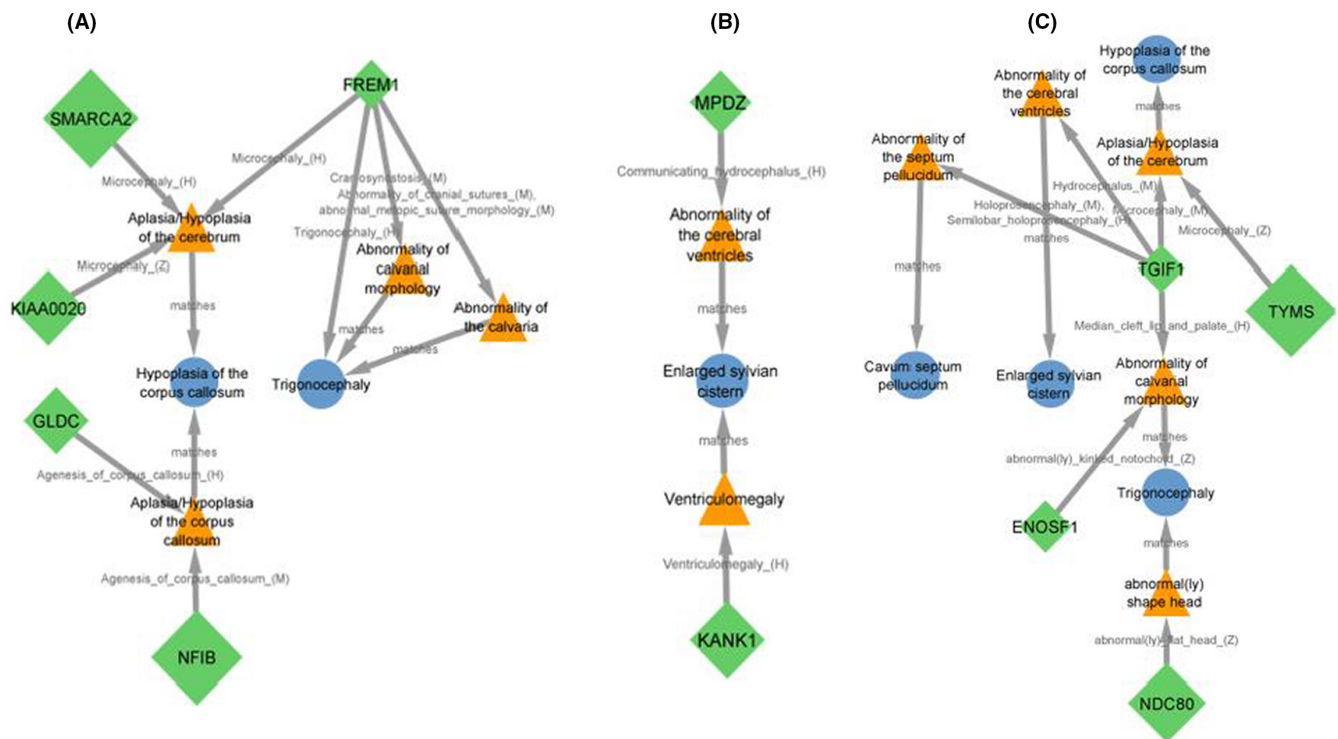 (A)
SMARCA2
FREM1
Microcephaly_(H)
Microcephaly_(H)
Craniosynostosis_(M)
Abnormality_of_cranial_sutures_(M),
abnormal_metopic_suture_morphology_(M)
Trigonocephaly_(H)
Aplasia/Hypoplasia
of the cerebrum
Abnormality of
calvarial
morphology
Microcephaly_(Z)
KIAA0020
matches
Abnormality of
the calvaria
matches
matches
Hypoplasia of the
corpus callosum
Trigonocephaly
GLDC
matches
Agenesis_of_corpus_callosum_(H)
Aplasia/Hypoplasia
of the corpus
callosum
Agenesis_of_corpus_callosum_(M)
NFIB
(B)
MPDZ
Communicating_hydrocephalus_(H)
Abnormality of
the cerebral
ventricles
matches
Enlarged sylvian
cistern
matches
Ventriculomegaly
Ventriculomegaly_(H)
KANK1
(C)
Hypoplasia of the
corpus callosum
Abnormality of
the cerebral
ventricles
matches
Abnormality of
the septum
pellucidum
Aplasia/Hypoplasia
of the cerebrum
Hydrocephalus_(M)
Holoprosencephaly_(M),
Semilobar_holoprosencephaly_(H)
Microcephaly_(M)
Microcephaly_(Z)
matches
matches
TGIF1
TYMS
Median_cleft_lip_and_palate_(H)
Cavum septum
pellucidum
Enlarged sylvian
cistern
Abnormality of
calvarial
morphology
matches
abnormal(ly)_kinked_notochord_(Z)
Trigonocephaly
ENOSF1
matches
abnormal(ly)
shape head
abnormal(ly)_flat_head_(Z)
NDC80